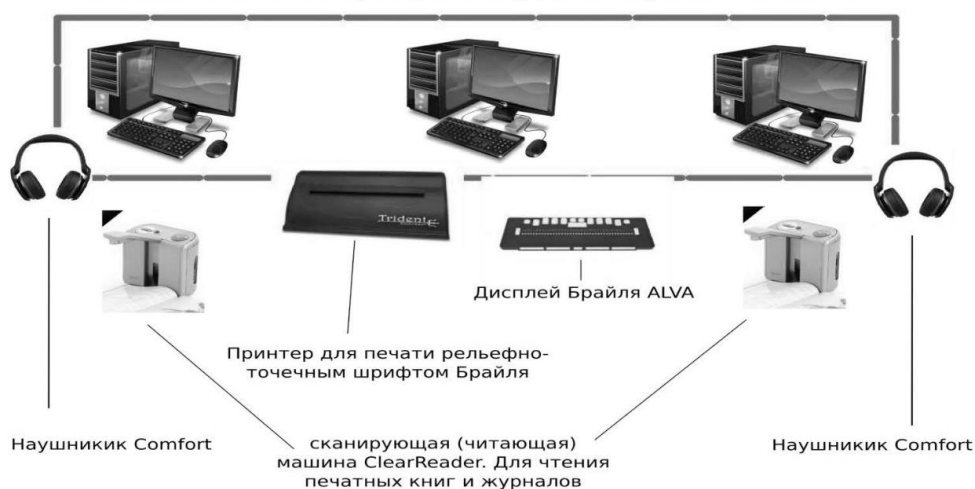 Trident
Дисплей Брайля ALVA
Принтер для печати рельефно-
точечным шрифтом Брайля
Наушникик Comfort
сканирующая (читающая)
машина ClearReader. Для чтения
печатных книг и журналов
Наушникик Comfort